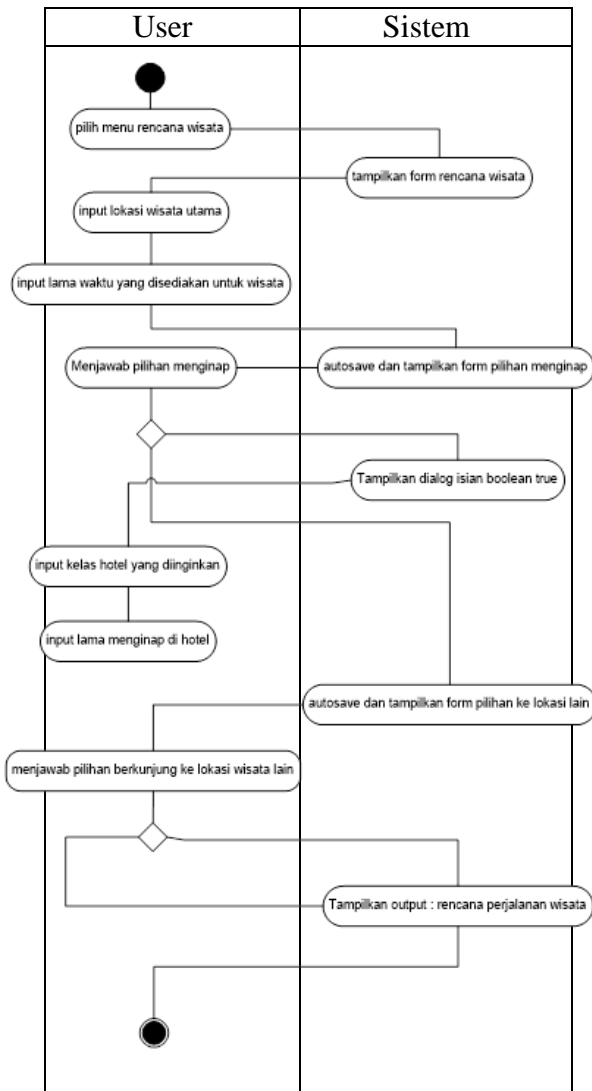 User
Sistem
pilih menu rencana wisata
tampilkan form rencana wisata
input lokasi wisata utama
input lama waktu yang disediakan untuk wisata
Menjawab pilihan menginap
autosave dan tampilkan form pilihan menginap
Tampilkan dialog isian boolean true
input kelas hotel yang diinginkan
input lama menginap di hotel
autosave dan tampilkan form pilihan ke lokasi lain
menjawab pilihan berkunjung ke lokasi wisata lain
Tampilkan output : rencana perjalanan wisata